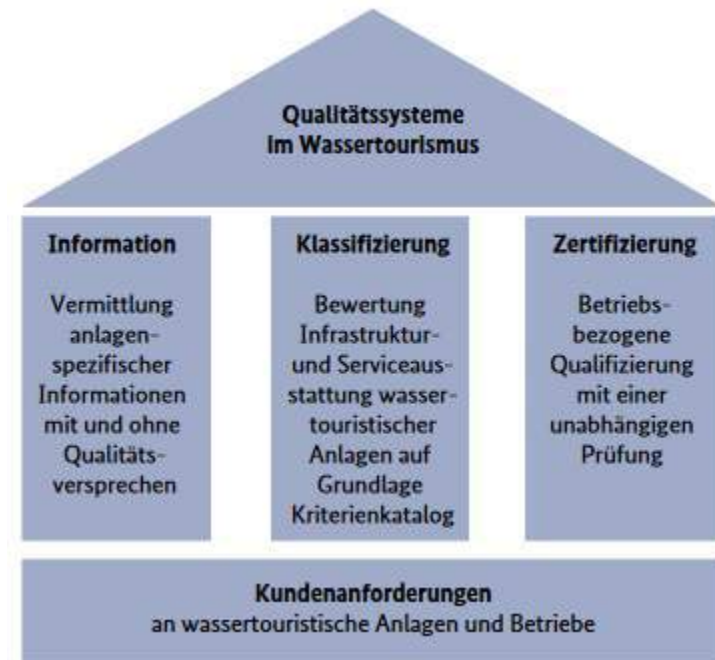 Qualitätssysteme
im Wassertourismus
Information
Vermittlung
anlagen-
spezifischer
Informationen
mit und ohne
Qualitäts-
versprechen
Klassifizierung
Bewertung
Infrastruktur-
und Serviceaus-
stattung wasser-
touristischer
Anlagen auf
Grundlage
Kriterienkatalog
Zertifizierung
Betriebs-
bezogene
Qualifizierung
mit einer
unabhängigen
Prüfung
Kundenanforderungen
an wassertouristische Anlagen und Betriebe